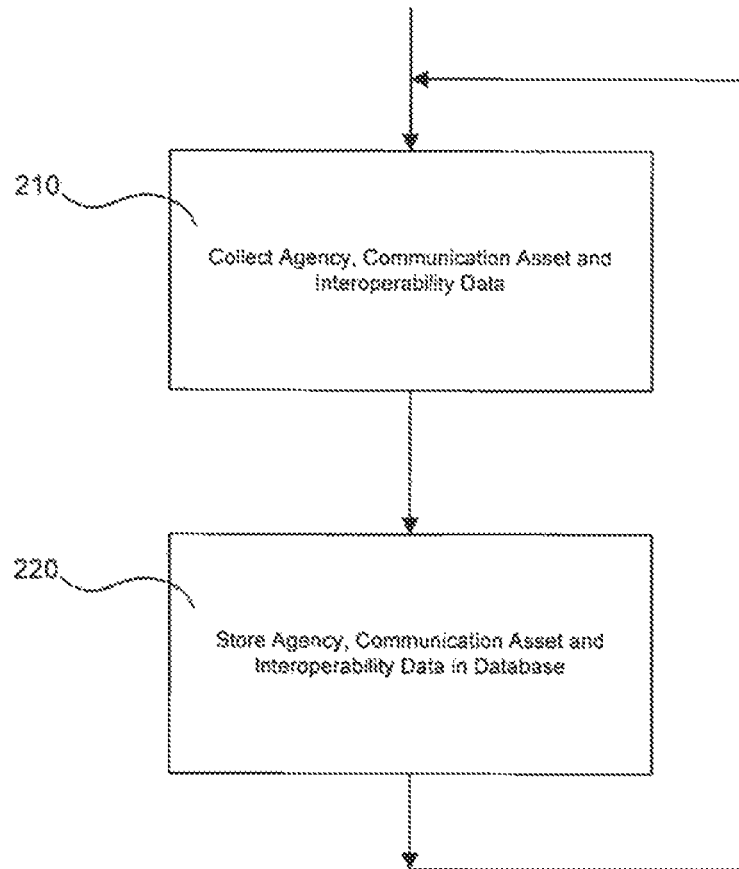 210
Collect Agency, Communication Asset and
Interoperability Data
220
Store Agency, Communication Asset and
Interoperability Data in Database